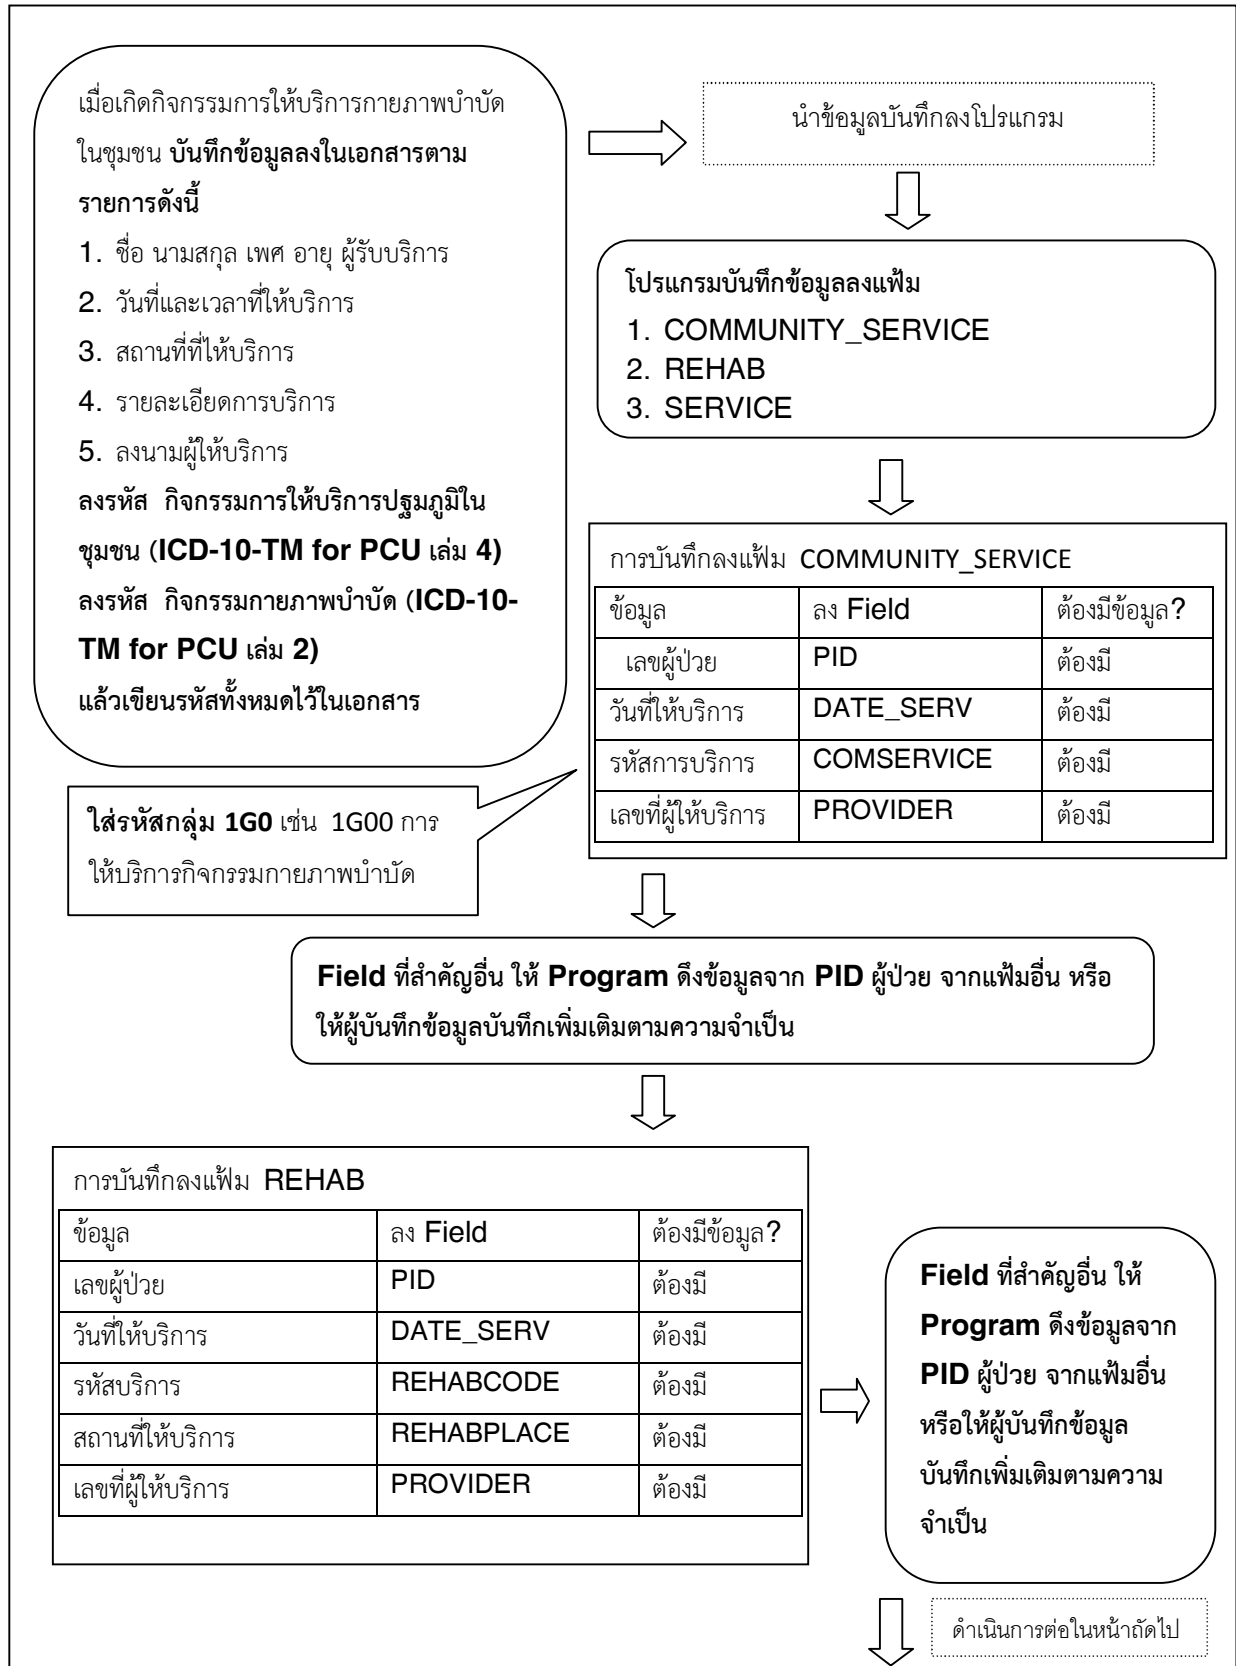 เมื่อเกิดกิจกรรมการให้บริการกายภาพบำบัด
ในชุมชน บันทึกข้อมูลลงในเอกสารตาม
รายการดังนี้
1. ชื่อ นามสกุล เพศ อายุ ผู้รับบริการ
2. วันที่และเวลาที่ให้บริการ
3. สถานที่ที่ให้บริการ
4. รายละเอียดการบริการ
5. ลงนามผู้ให้บริการ
ลงรหัส กิจกรรมการให้บริการปฐมภูมิใน
ชุมชน (ICD-10-TM for PCU เล่ม 4)
ลงรหัส กิจกรรมกายภาพบำบัด (ICD-10-
TM for PCU เล่ม 2)
แล้วเขียนรหัสทั้งหมดไว้ในเอกสาร
นำข้อมูลบันทึกลงโปรแกรม
โปรแกรมบันทึกข้อมูลลงแฟ้ม
1. COMMUNITY_SERVICE
2. REHAB
3. SERVICE
การบันทึกลงแฟ้ม COMMUNITY_SERVICE
ข้อมูล ลง Field ต้องมีข้อมูล?
เลขผู้ป่วย PID ต้องมี
วันที่ให้บริการ DATE_SERV ต้องมี
รหัสการบริการ COMSERVICE ต้องมี
เลขที่ผู้ให้บริการ PROVIDER ต้องมี
ใส่รหัสกลุ่ม 1G0 เช่น 1G00 การ
ให้บริการกิจกรรมกายภาพบำบัด
Field ที่สำคัญอื่น ให้ Program ดึงข้อมูลจาก PID ผู้ป่วย จากแฟ้มอื่น หรือ
ให้ผู้บันทึกข้อมูลบันทึกเพิ่มเติมตามความจำเป็น
การบันทึกลงแฟ้ม REHAB
ข้อมูล ลง Field ต้องมีข้อมูล?
เลขผู้ป่วย PID ต้องมี
วันที่ให้บริการ DATE_SERV ต้องมี
รหัสบริการ REHABCODE ต้องมี
สถานที่ให้บริการ REHABPLACE ต้องมี
เลขที่ผู้ให้บริการ PROVIDER ต้องมี
Field ที่สำคัญอื่น ให้
Program ดึงข้อมูลจาก
PID ผู้ป่วย จากแฟ้มอื่น
หรือให้ผู้บันทึกข้อมูล
บันทึกเพิ่มเติมตามความ
จำเป็น
ดำเนินการต่อในหน้าถัดไป